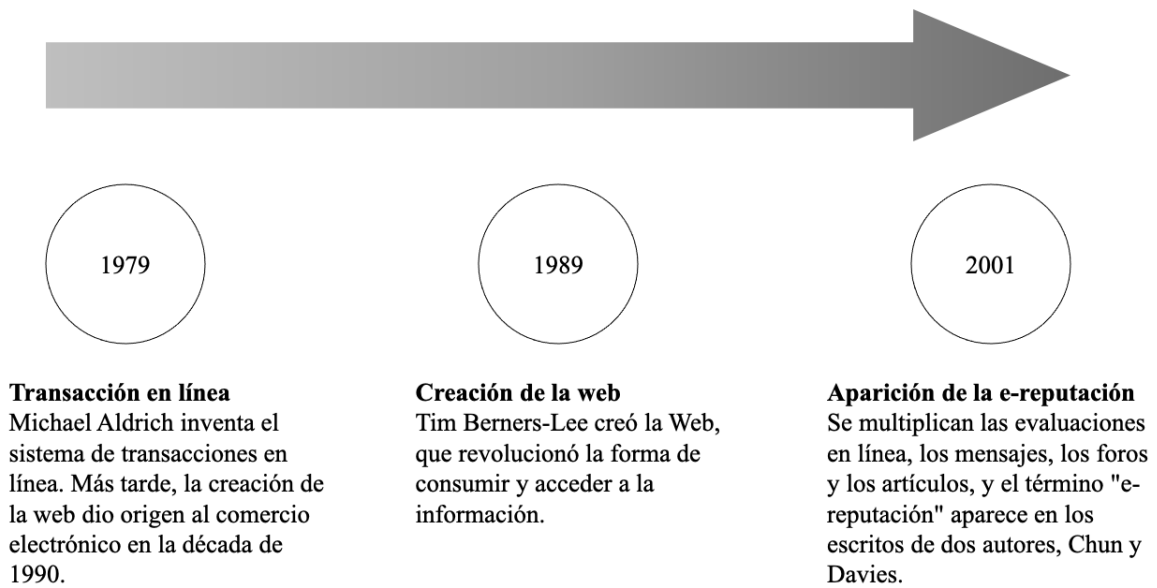 1979
1989
2001
Transacción en línea
Michael Aldrich inventa el
sistema de transacciones en
línea. Más tarde, la creación de
la web dio origen al comercio
electrónico en la década de
1990.
Creación de la web
Tim Berners-Lee creó la Web,
que revolucionó la forma de
consumir y acceder a la
información.
Aparición de la e-reputación
Se multiplican las evaluaciones
en línea, los mensajes, los foros
y los artículos, y el término "e-
reputación" aparece en los
escritos de dos autores, Chun y
Davies.